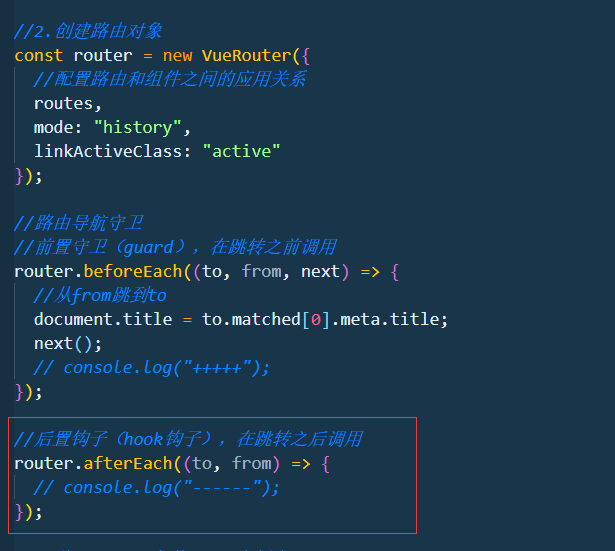 //2.创建路由对象
const router = new VueRouter({
  //配置路由和组件之间的应用关系
  routes,
  mode: "history",
  linkActiveClass: "active"
});
//路由导航守卫
//前置守卫（guard），在跳转之前调用
router.beforeEach((to, from, next) => {
  //从from跳到to
  document.title = to.matched[0].meta.title;
  next();
  // console.log("+++++");
});
//后置钩子（hook钩子），在跳转之后调用
router.afterEach((to, from) => {
  // console.log("------");
});